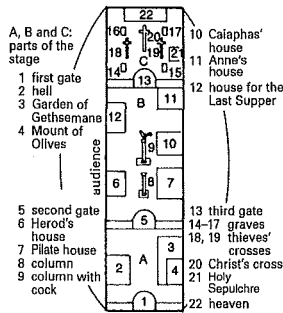 A, B and C:
parts of the
stage
1 first gate
2 hell
3 Garden of
Gethsemane
4 Mount of
Olives
5 second gate
6 Herod's
house
7 Pilate house
8 column
9 column with
cock
audience
22
16
17
20
18
19
21
C
14
15
13
B
11
12
9
10
8
6
7
5
A
3
2
4
1
10 Caiaphas'
house
11 Anne's
house
12 house for the
Last Supper
13 third gate
14–17 graves
18, 19 thieves'
crosses
20 Christ's cross
21 Holy
Sepulchre
22 heaven